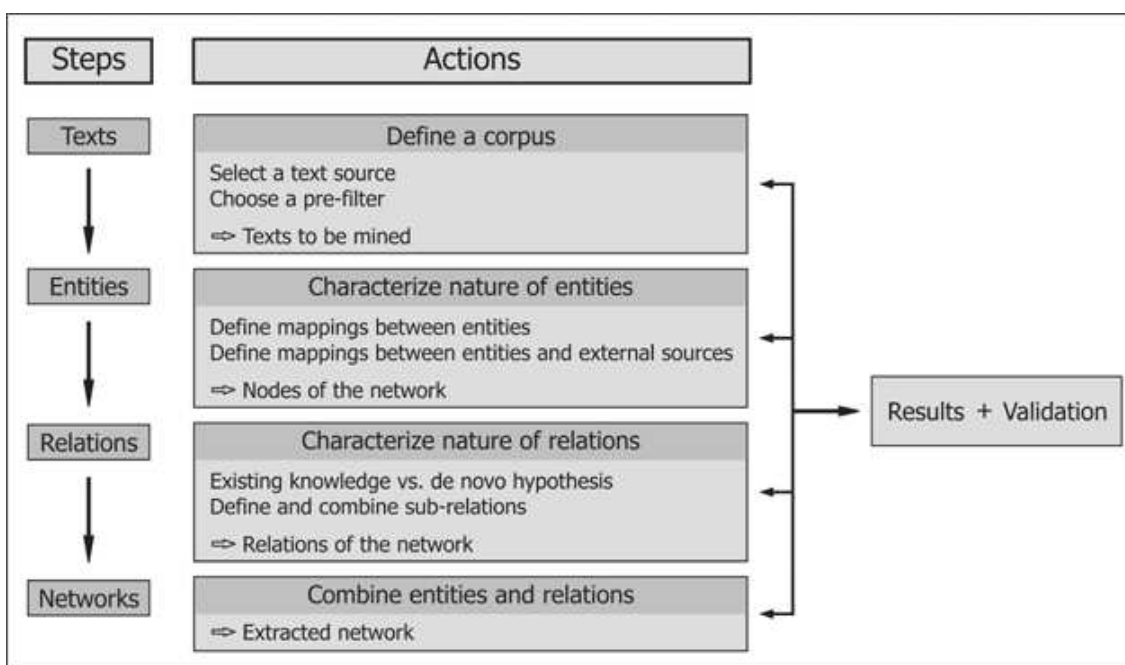 Steps
Actions
Texts
Define a corpus
Select a text source
Choose a pre-filter
⇨ Texts to be mined
Entities
Characterize nature of entities
Define mappings between entities
Define mappings between entities and external sources
⇨ Nodes of the network
Results + Validation
Relations
Characterize nature of relations
Existing knowledge vs. de novo hypothesis
Define and combine sub-relations
⇨ Relations of the network
Networks
Combine entities and relations
⇨ Extracted network